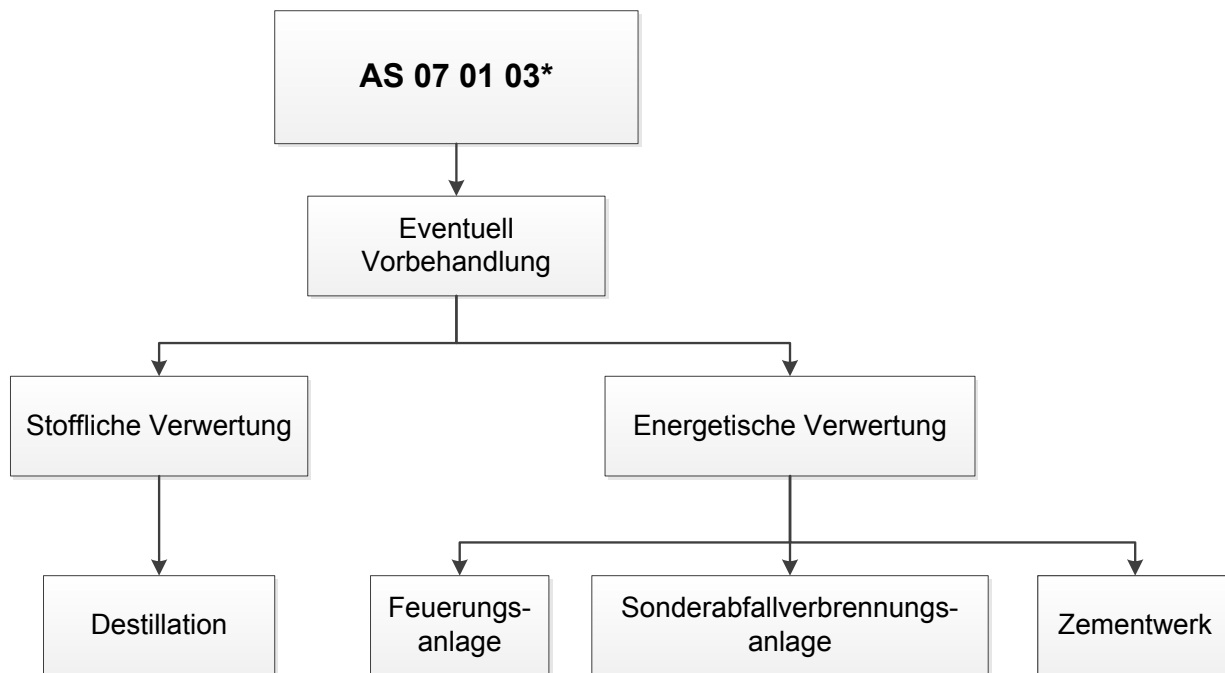 AS 07 01 03*
Eventuell
Vorbehandlung
Stoffliche Verwertung
Energetische Verwertung
Destillation
Feuerungs-
anlage
Sonderabfallverbrennungs-
anlage
Zementwerk